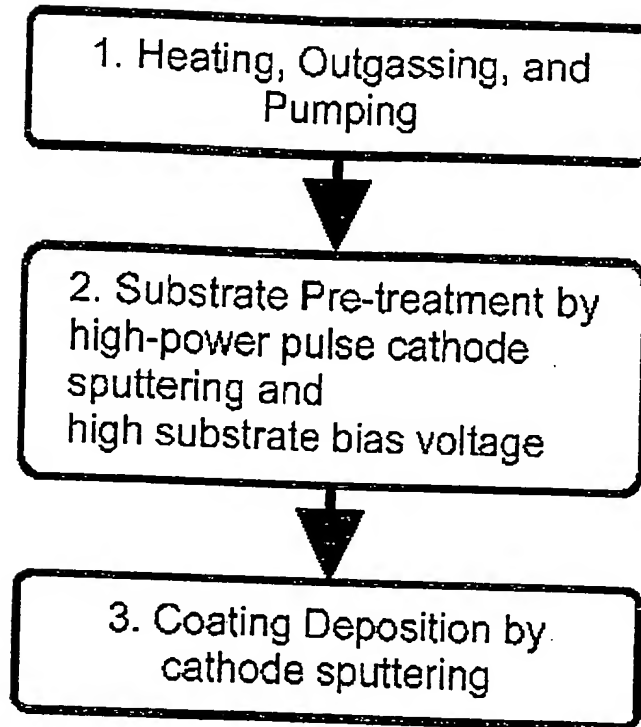 1. Heating, Outgassing, and
Pumping
2. Substrate Pre-treatment by
high-power pulse cathode
sputtering and
high substrate bias voltage
3. Coating Deposition by
cathode sputtering